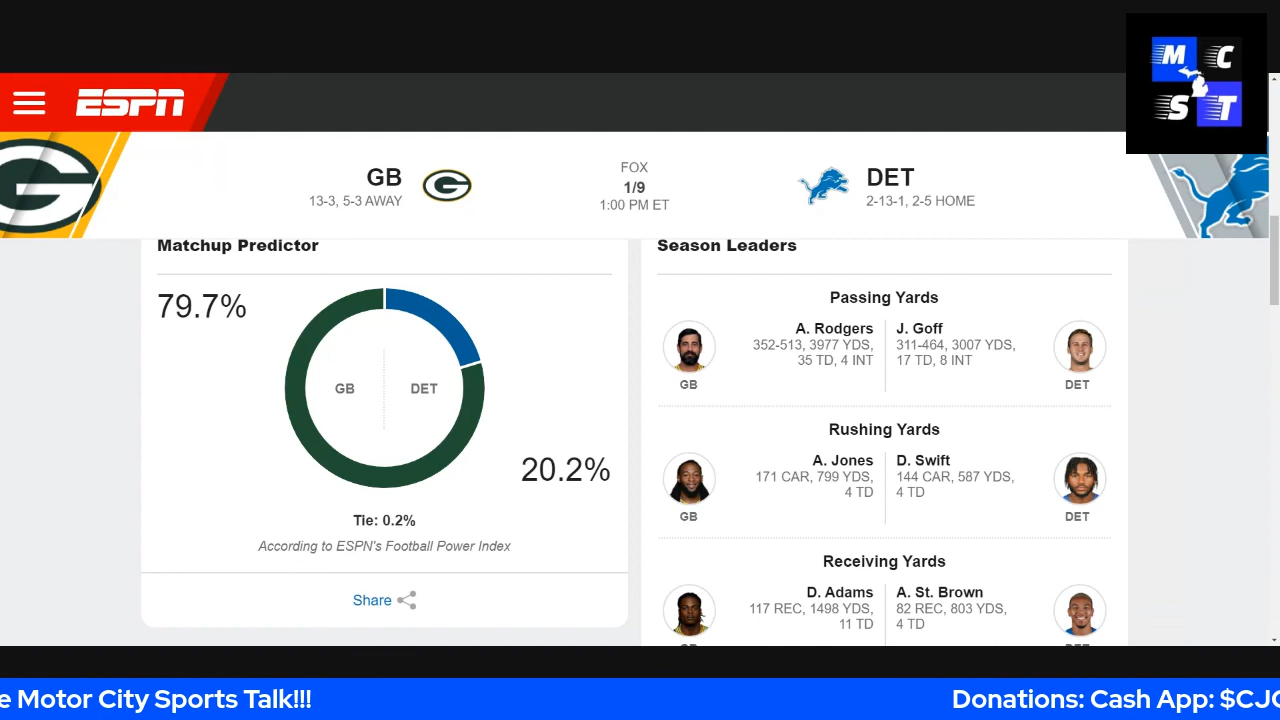 M C
S T
ESPN
GB
13-3, 5-3 AWAY
G
FOX
1/9
1:00 PM ET
DET
2-13-1, 2-5 HOME
Matchup Predictor
79.7%
GB
DET
20.2%
Tie: 0.2%
According to ESPN's Football Power Index
Share
Season Leaders
Passing Yards
A. Rodgers
352-513, 3977 YDS,
35 TD, 4 INT
J. Goff
311-464, 3007 YDS,
17 TD, 8 INT
GB
DET
Rushing Yards
A. Jones
171 CAR, 799 YDS,
4 TD
D. Swift
144 CAR, 587 YDS,
4 TD
GB
DET
Receiving Yards
D. Adams
117 REC, 1498 YDS,
11 TD
A. St. Brown
82 REC, 803 YDS,
4 TD
e Motor City Sports Talk!!!
Donations: Cash App: $CJ